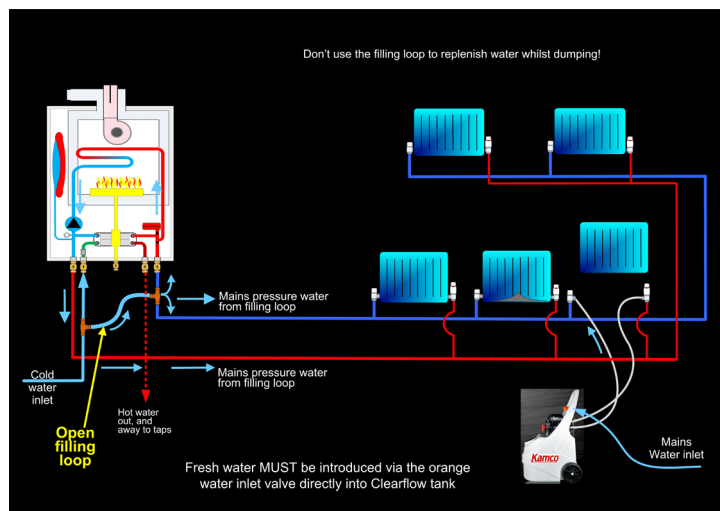 Don't use the filling loop to replenish water whilst dumping!
Mains pressure water
from filling loop
Cold
water
inlet
Mains pressure water
from filling loop
Open
filling
loop
Hot water
out, and
away to taps
Kamco
Mains
Water inlet
Fresh water MUST be introduced via the orange
water inlet valve directly into Clearflow tank